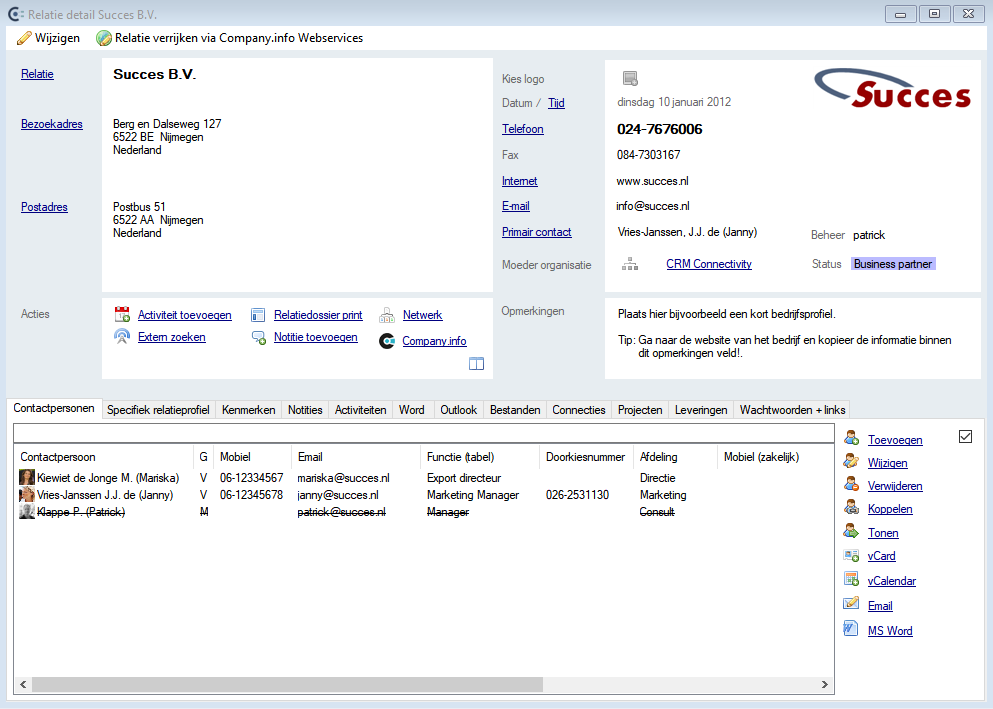 Relatie detail Succes B.V.
Wijzigen Relatie verrijken via Company.info Webservices
Relatie Succes B.V.
Bezoekadres Berg en Dalseweg 127
6522 BE Nijmegen
Nederland
Postadres Postbus 51
6522 AA Nijmegen
Nederland
Kies logo
Succes
Datum / Tijd dinsdag 10 januari 2012
Telefoon 024-7676006
Fax 084-7303167
Internet www.succes.nl
E-mail info@succes.nl
Primair contact Vries-Janssen, J.J. de (Janny) Beheer patrick
Moeder organisatie CRM Connectivity Status Business partner
Acties Activiteit toevoegen Relatiedossier print Netwerk
Extern zoeken Notitie toevoegen Company.info
Opmerkingen Plaats hier bijvoorbeeld een kort bedrijfsprofiel.
Tip: Ga naar de website van het bedrijf en kopieer de informatie binnen
dit opmerkingen veld!.
Contactpersonen Specifiek relatieprofiel Kenmerken Notities Activiteiten Word Outlook Bestanden Connecties Projecten Leveringen Wachtwoorden + links
Contactpersoon G Mobiel Email Functie (tabel) Doorkiesnummer Afdeling Mobiel (zakelijk)
Kiewiet de Jonge M. (Mariska) V 06-12334567 mariska@succes.nl Export directeur Directie
Vries-Janssen J.J. de (Janny) V 06-12345678 janny@succes.nl Marketing Manager 026-2531130 Marketing
Klappe P. (Patrick) M patrick@succes.nl Manager Consult
Toevoegen
Wijzigen
Verwijderen
Koppelen
Tonen
vCard
vCalendar
Email
MS Word